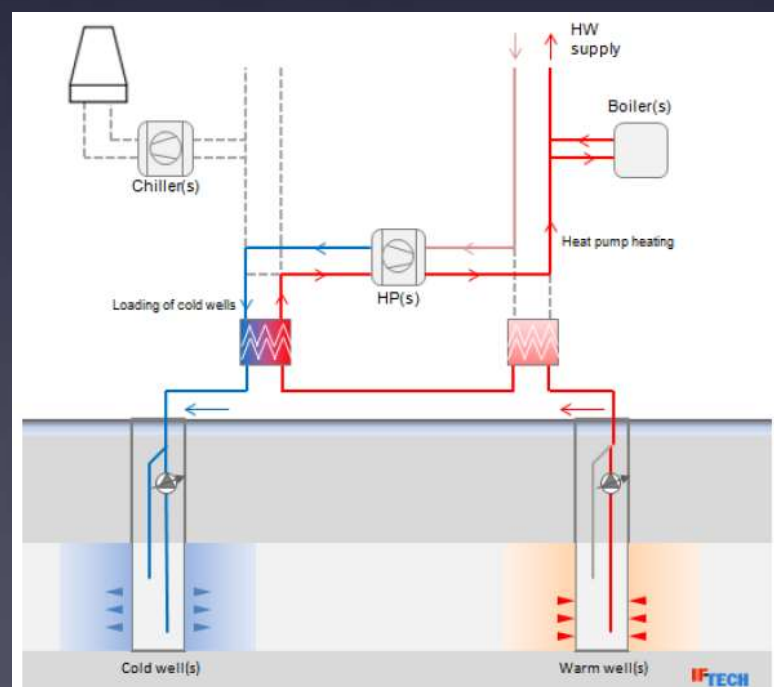 HW
supply
Boiler(s)
Chiller(s)
Heat pump heating
HP(s)
Loading of cold wells
Cold well(s)
Warm well(s)
IFTECH